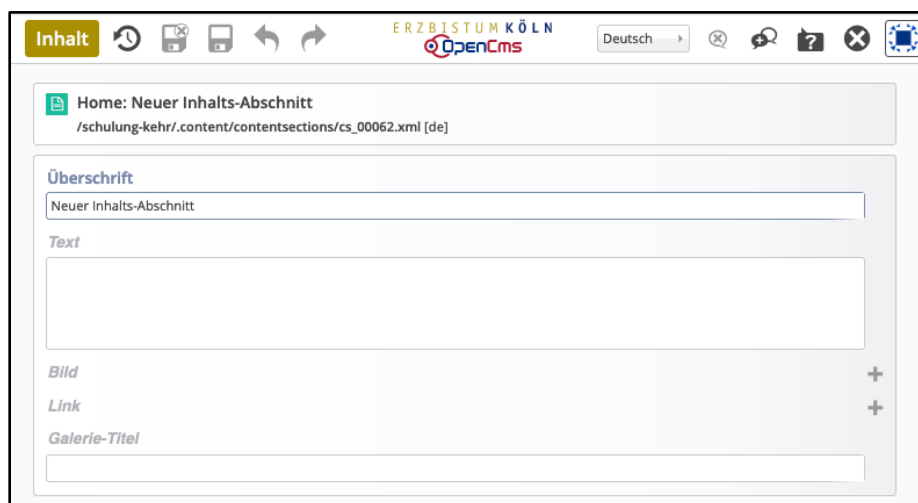 Inhalt
ERZBISTUM KÖLN
OpenCms
Deutsch
Home: Neuer Inhalts-Abschnitt
/schulung-kehr/.content/contentsections/cs_00062.xml [de]
Überschrift
Neuer Inhalts-Abschnitt
Text
Bild
Link
Galerie-Titel